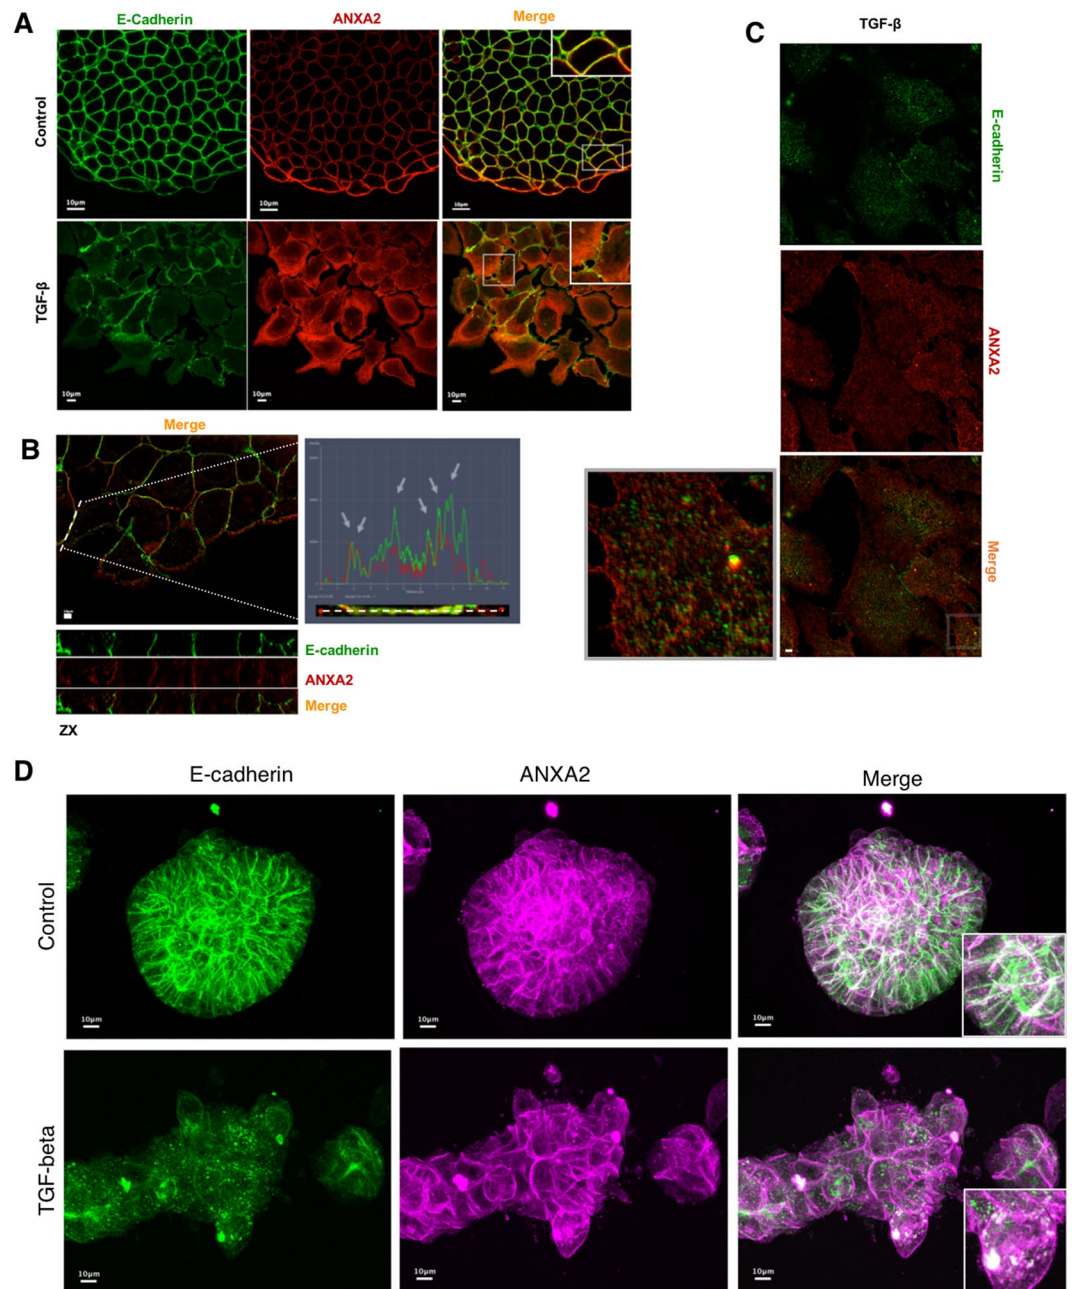 A
E-Cadherin
ANXA2
Merge
Control
10µm
10µm
10µm
TGF-β
10µm
10µm
10µm
B
Merge
E-cadherin
ANXA2
Merge
ZX
C
TGF-β
E-cadherin
ANXA2
Merge
D
E-cadherin
ANXA2
Merge
Control
10µm
10µm
10µm
TGF-beta
10µm
10µm
10µm